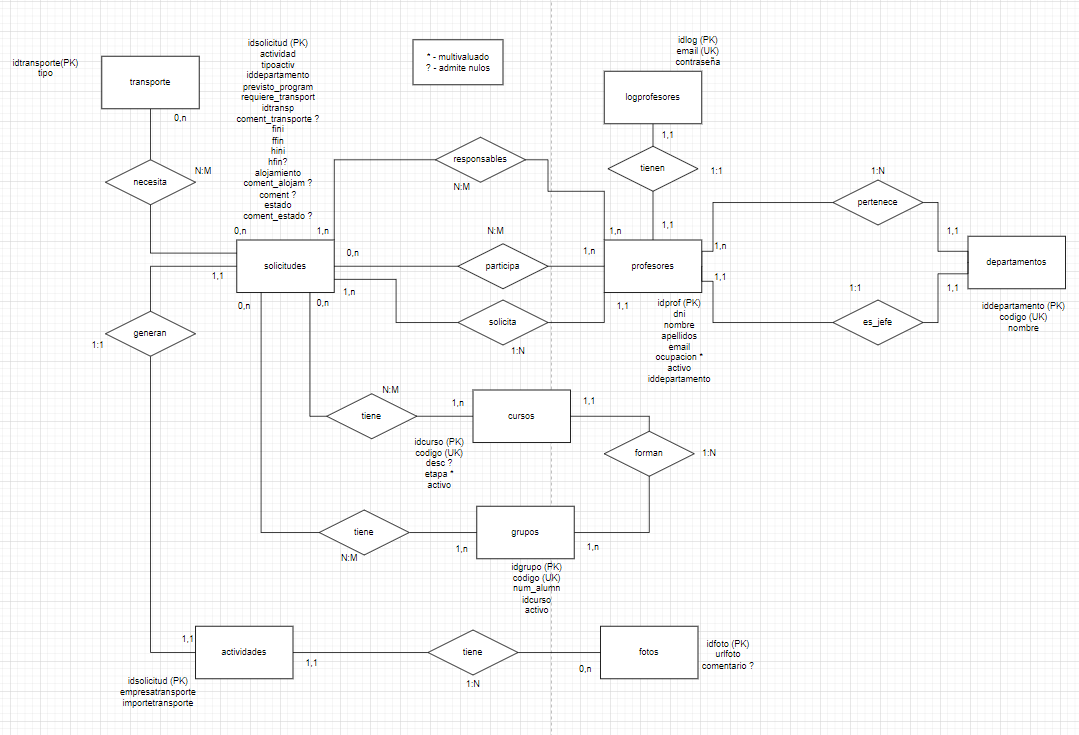 idtransporte(PK)
tipo
transporte
0,n
necesita
N:M
idsolicitud (PK)
actividad
tipoactiv
iddepartamento
previsto_program
requiere_transport
idtransp
coment_transporte ?
fini
ffin
hini
hfin?
alojamiento
coment_alojam ?
coment ?
estado
coment_estado ?
* - multivaluado
? - admite nulos
idlog (PK)
email (UK)
contraseña
logprofesores
1,1
tienen
1:1
1,1
responsables
N:M
0,n
1,n
1,n
solicitudes
0,n
N:M
participa
1,n
profesores
1,n
solicita
1:N
1,1
1:N
pertenece
1,n
1,1
departamentos
1,1
1:1
es_jefe
1,1
iddepartamento (PK)
codigo (UK)
nombre
idprof (PK)
dni
nombre
apellidos
email
ocupacion *
activo
iddepartamento
1,1
generan
1:1
0,n
0,n
N:M
tiene
1,n
cursos
1,1
idcurso (PK)
codigo (UK)
desc ?
etapa *
activo
forman
1:N
tiene
N:M
1,n
grupos
1,n
idgrupo (PK)
codigo (UK)
num_alumn
idcurso
activo
1,1
actividades
1,1
idsolicitud (PK)
empresatransporte
importetransporte
tiene
1:N
0,n
fotos
idfoto (PK)
urlfoto
comentario ?